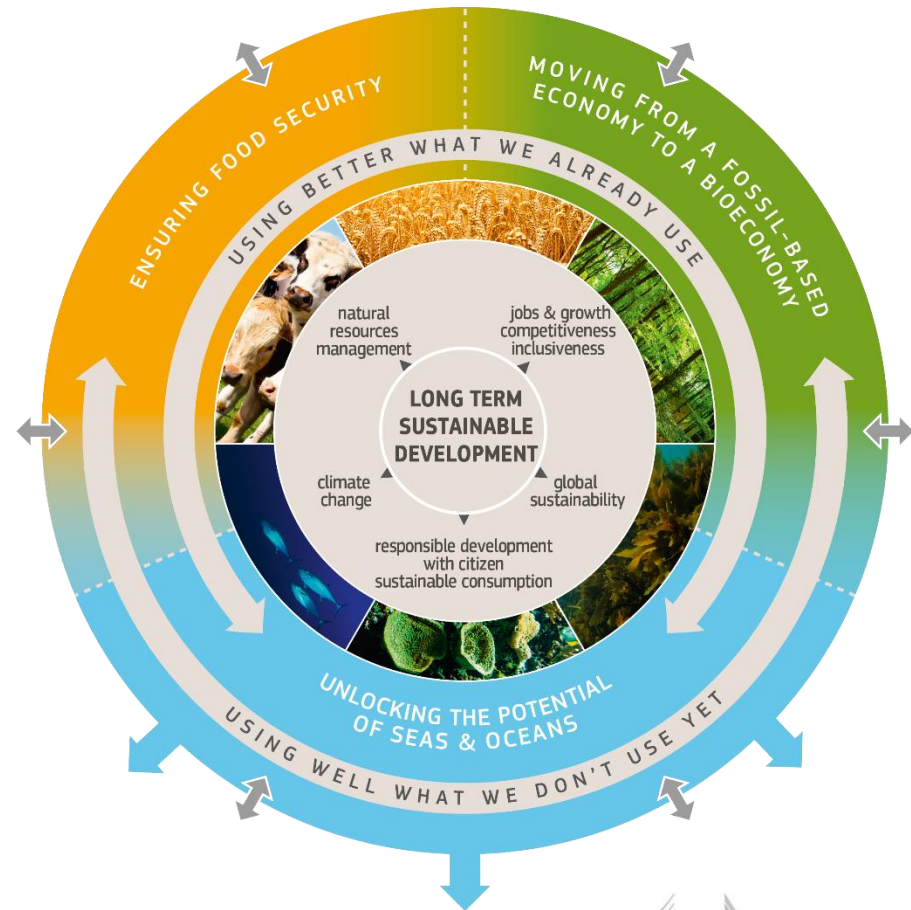 ENSURING FOOD SECURITY
MOVING FROM A FOSSIL-BASED
ECONOMY TO A BIOECONOMY
USING BETTER WHAT WE ALREADY USE
natural
resources
management
jobs & growth
competitiveness
inclusiveness
LONG TERM
SUSTAINABLE
DEVELOPMENT
climate
change
global
sustainability
responsible development
with citizen
sustainable consumption
UNLOCKING THE POTENTIAL
OF SEAS & OCEANS
USING WELL WHAT WE DON'T USE YET